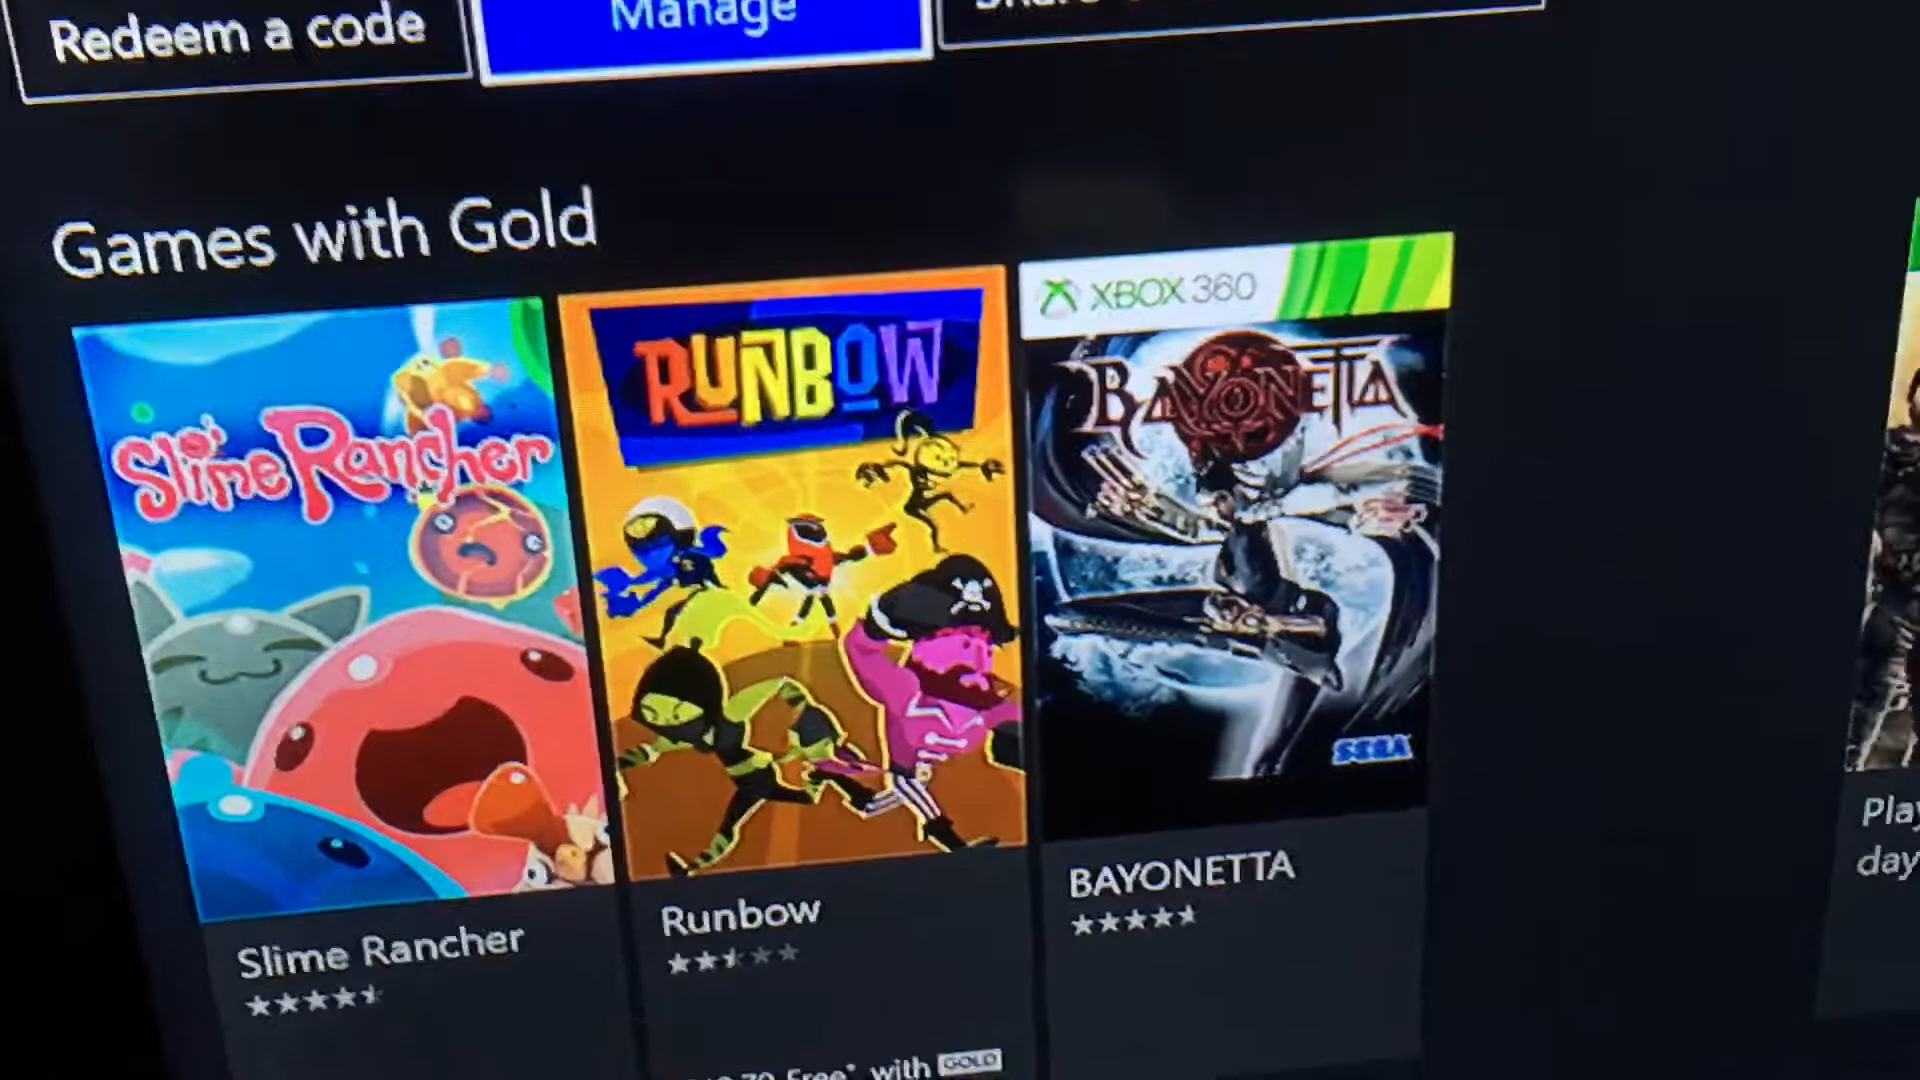 Redeem a code
Manage
Games with Gold
Slime Rancher
RUNBOW
XBOX 360
BAYONETTA
SEGA
Slime Rancher
Runbow
BAYONETTA
Free* with GOLD
Play
day